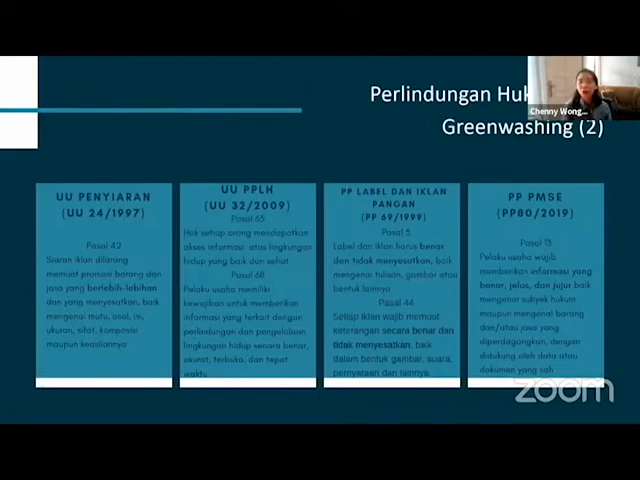 Perlindungan Huk
Greenwashing (2)
Chenny Wong...
UU PENYIARAN
(UU 24/1997)
Pasal 42
Siaran iklan dilarang
memuat promosi barang dan
jasa yang berlebih-lebihan
dan yang menyesatkan, baik
mengenai mutu, asal, isi,
ukuran, sifat, komposisi
maupun keasliannya
UU PPLH
(UU 32/2009)
Pasal 65
Hak setiap orang mendapatkan
akses informasi atas lingkungan
hidup yang baik dan sehat
Pasal 68
Pelaku usaha memiliki
kewajiban untuk memberikan
informasi yang terkait dengan
perlindungan dan pengelolaan
lingkungan hidup secara benar,
akurat, terbuka, dan tepat
waktu
PP LABEL DAN IKLAN
PANGAN
(PP 69/1999)
Pasal 5
Label dan iklan harus benar
dan tidak menyesatkan, baik
mengenai tulisan, gambar atau
bentuk lainnya
Pasal 44
Setiap iklan wajib memuat
keterangan secara benar dan
tidak menyesatkan, baik
dalam bentuk gambar, suara,
pernyataan dan lainnya.
PP PMSE
(PP80/2019)
Pasal 13
Pelaku usaha wajib
memberikan informasi yang
benar, jelas, dan jujur baik
mengenai subyek hukum
maupun mengenai barang
dan/atau jasa yang
diperdagangkan, dengan
didukung oleh data atau
dokumen yang sah
zoom